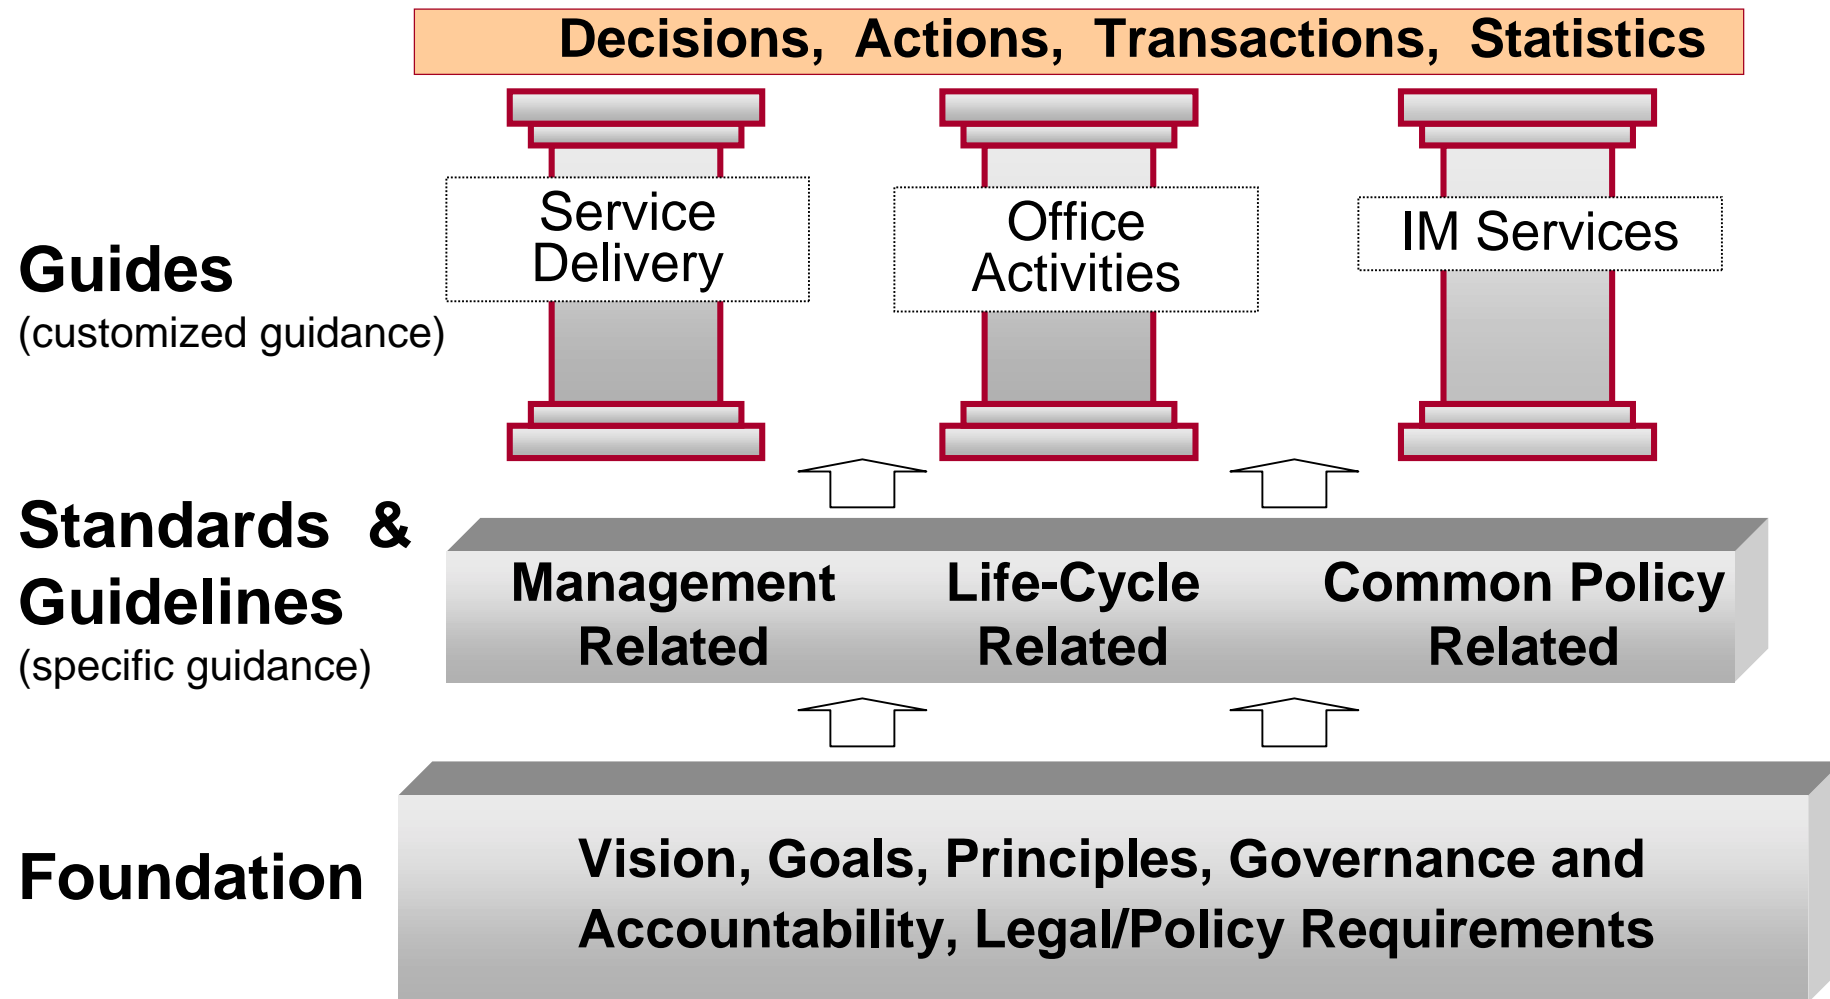 Decisions, Actions, Transactions, Statistics
Service
Delivery
Office
Activities
IM Services
Guides
(customized guidance)
Standards & 
Guidelines
(specific guidance)
Management
Related
Life-Cycle
Related
Common Policy
Related
Foundation
Vision, Goals, Principles, Governance and
Accountability, Legal/Policy Requirements